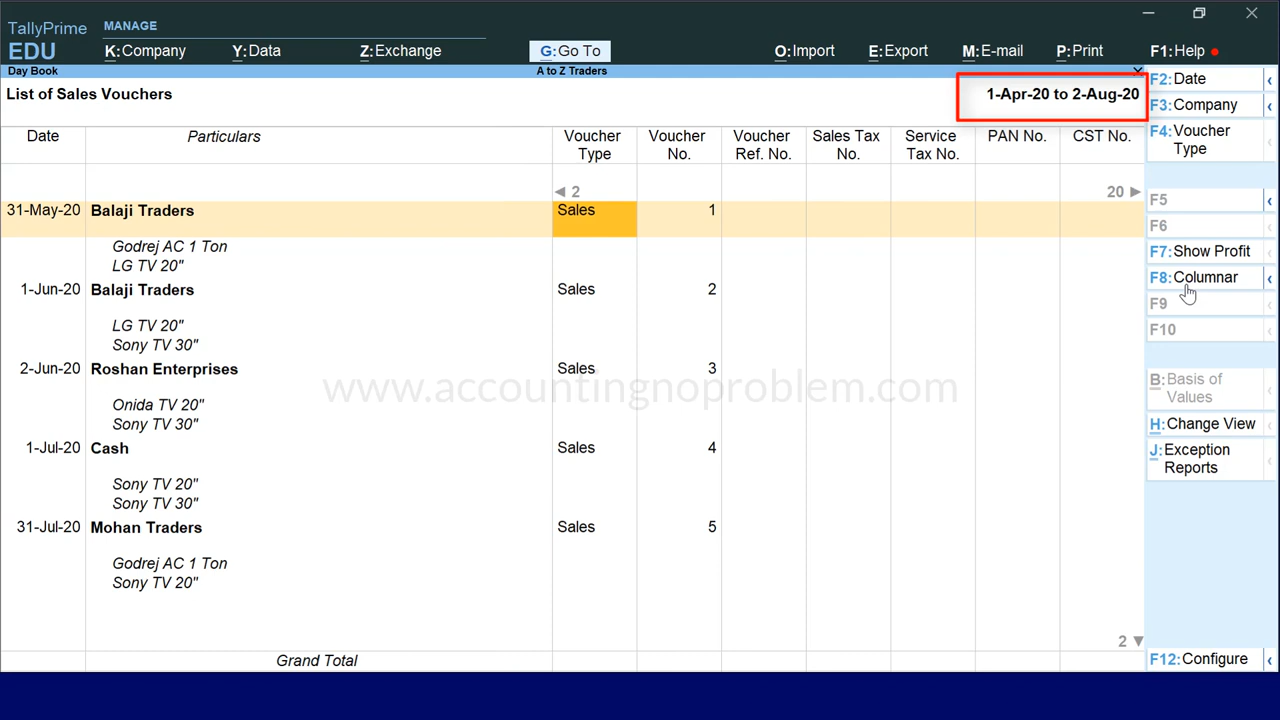 TallyPrime
EDU
MANAGE
K:Company Y:Data Z:Exchange G:Go To O:Import E:Export M:E-mail P:Print F1:Help
Day Book A to Z Traders
List of Sales Vouchers 1-Apr-20 to 2-Aug-20
Date Particulars Voucher Voucher Voucher Sales Tax Service PAN No. CST No.
Type No. Ref. No. No. Tax No.
◀ 2 20 ▶
31-May-20 Balaji Traders Sales 1
Godrej AC 1 Ton
LG TV 20"
1-Jun-20 Balaji Traders Sales 2
LG TV 20"
Sony TV 30"
2-Jun-20 Roshan Enterprises Sales 3
www.accountingnoproblem.com
Onida TV 20"
Sony TV 30"
1-Jul-20 Cash Sales 4
Sony TV 20"
Sony TV 30"
31-Jul-20 Mohan Traders Sales 5
Godrej AC 1 Ton
Sony TV 20"
2 ▼
Grand Total
F2:Date
F3:Company
F4:Voucher
Type
F5
F6
F7:Show Profit
F8:Columnar
F9
F10
B:Basis of
Values
H:Change View
J:Exception
Reports
F12:Configure